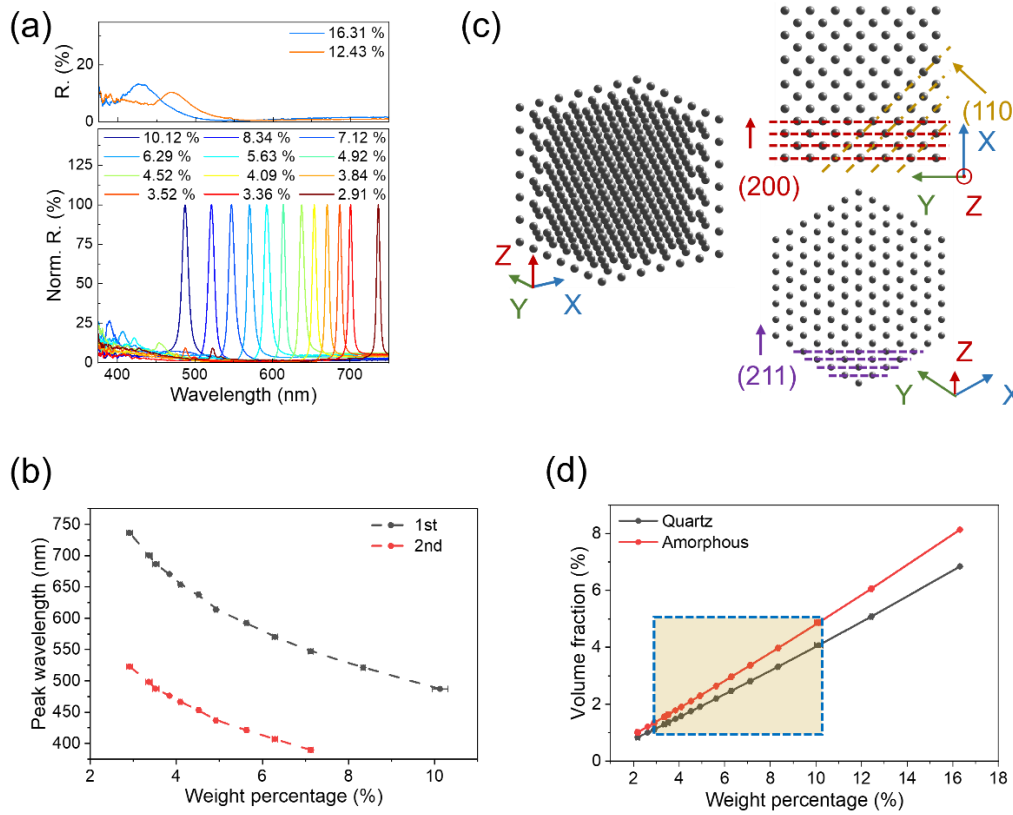 (a)
R. (%)
20
0
16.31 %
12.43 %
Norm. R. (%)
125
100
75
50
25
0
10.12 % 8.34 % 7.12 %
6.29 % 5.63 % 4.92 %
4.52 % 4.09 % 3.84 %
3.52 % 3.36 % 2.91 %
400 500 600 700
Wavelength (nm)
(c)
Z
Y
X
(110
(200)
X
Y
Z
(211)
Z
Y
X
(b)
Peak wavelength (nm)
750
700
650
600
550
500
450
400
1st
2nd
2 4 6 8 10
Weight percentage (%)
(d)
Volume fraction (%)
8
6
4
2
0
Quartz
Amorphous
0 2 4 6 8 10 12 14 16 18
Weight percentage (%)